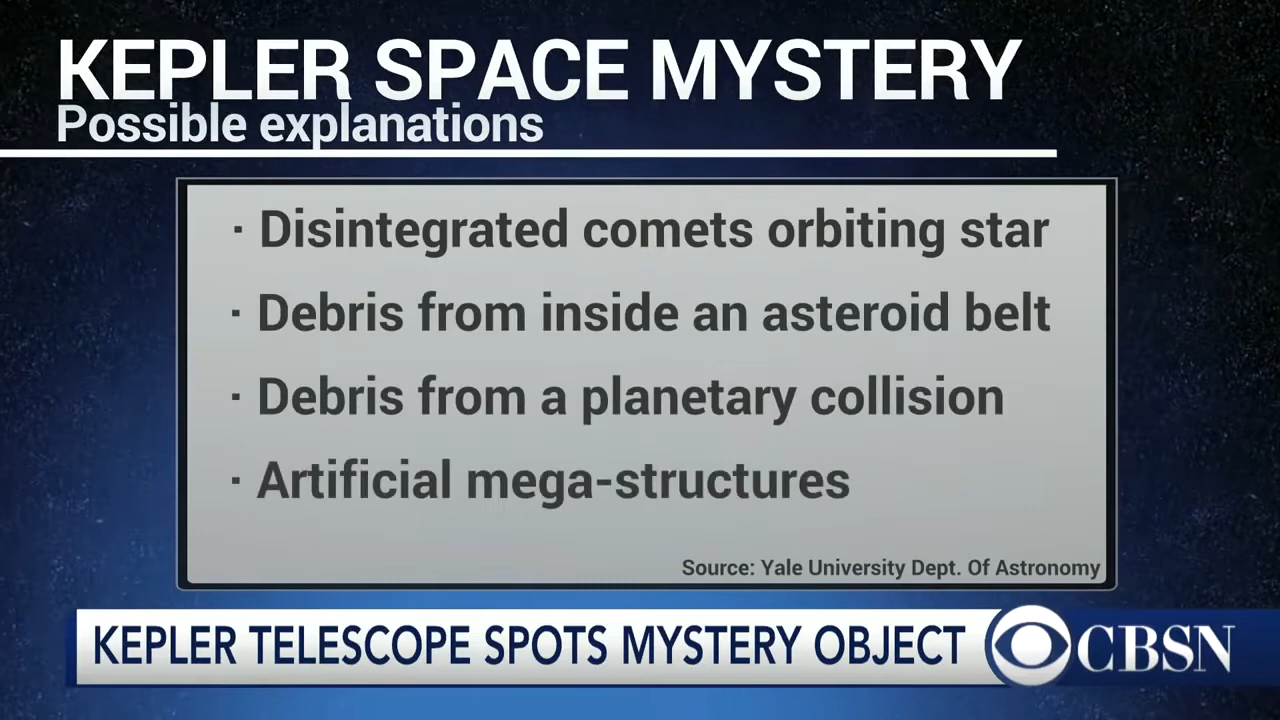 KEPLER SPACE MYSTERY
Possible explanations
· Disintegrated comets orbiting star
· Debris from inside an asteroid belt
· Debris from a planetary collision
· Artificial mega-structures
Source: Yale University Dept. Of Astronomy
KEPLER TELESCOPE SPOTS MYSTERY OBJECT
CBSN